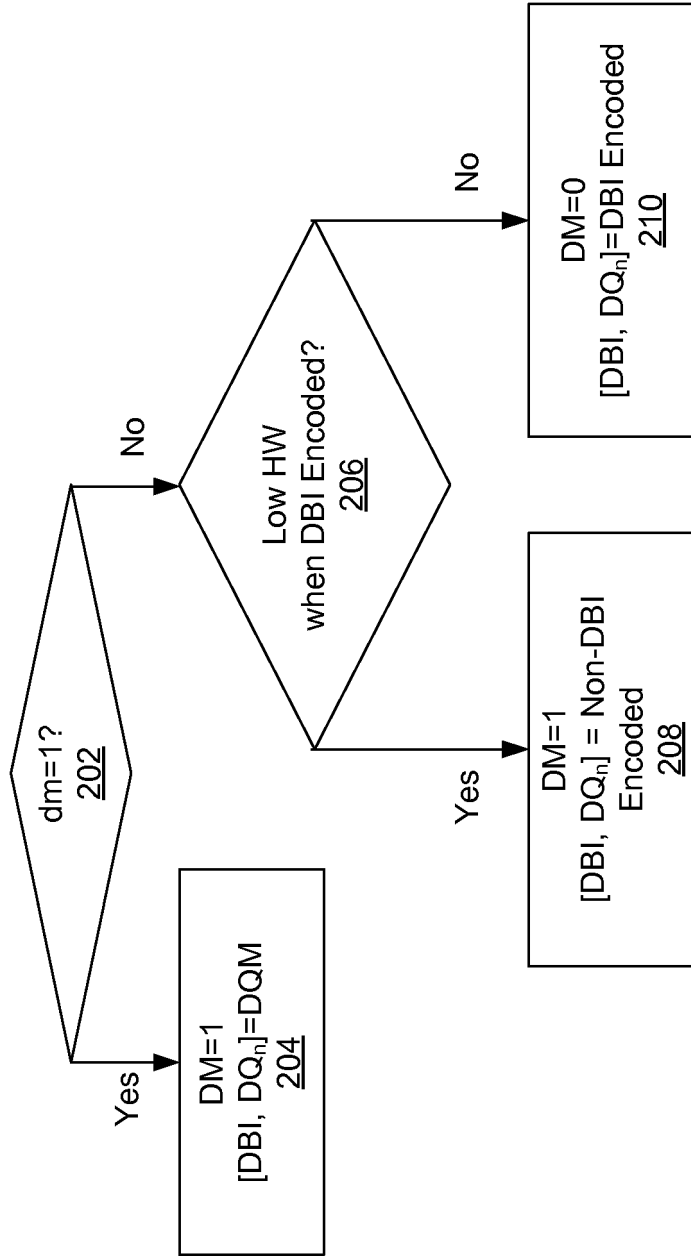 dm=1?
202
Yes
No
DM=1
[DBI, DQn]=DQM
204
Low HW
when DBI Encoded?
206
Yes
No
DM=1
[DBI, DQn] = Non-DBI
Encoded
208
DM=0
[DBI, DQn]=DBI Encoded
210